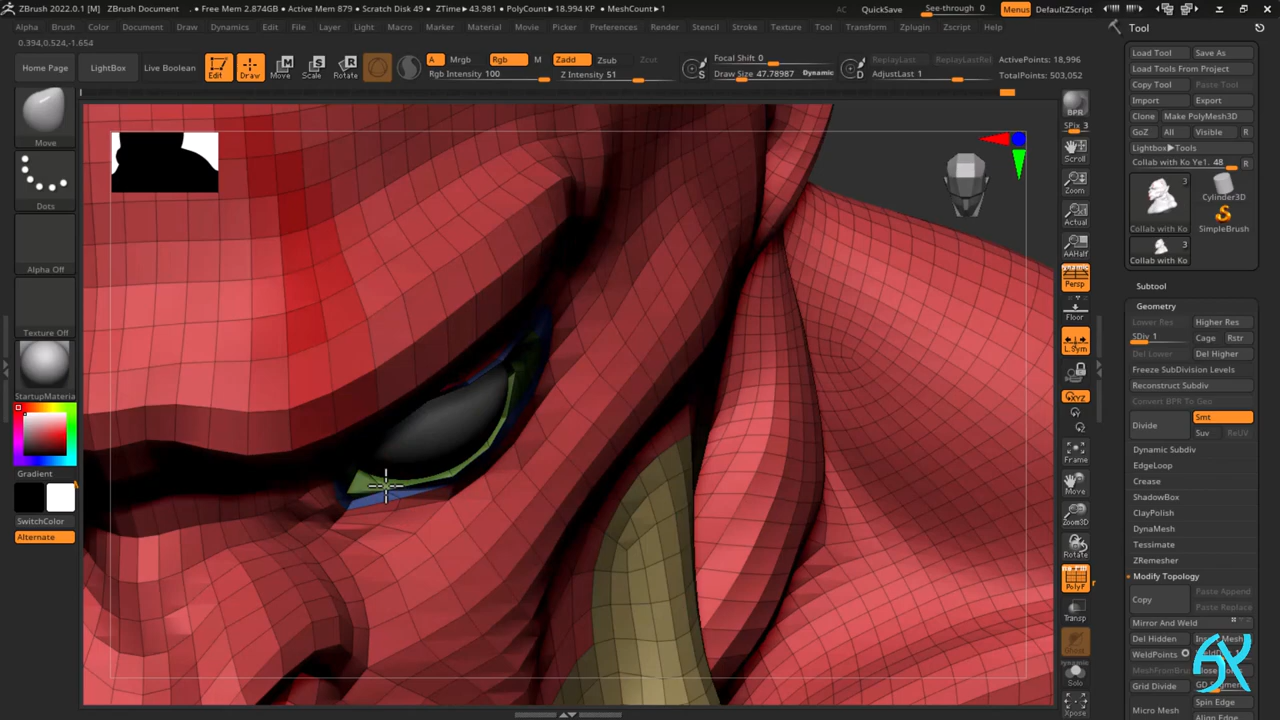 ZBrush 2022.0.1 [M]   ZBrush Document   . • Free Mem 2.874GB • Active Mem 879 • Scratch Disk 49 • ZTime▸43.981 • PolyCount▸18.994 KP • MeshCount▸1   AC   QuickSave   See-through 0   Menus   DefaultZScript
Alpha Brush Color Document Draw Dynamics Edit File Layer Light Macro Marker Material Movie Picker Preferences Render Stencil Stroke Texture Tool Transform Zplugin Zscript Help
Tool
0.394,0.524,-1.654
Home Page
LightBox
Live Boolean
Edit
Draw
Move
Scale
Rotate
A
Mrgb
Rgb
M
Rgb Intensity 100
Zadd
Zsub
Zcut
Z Intensity 51
S
Focal Shift 0
Draw Size 47.78987
Dynamic
D
ReplayLast
ReplayLastRel
AdjustLast 1
ActivePoints: 18,996
TotalPoints: 503,052
Move
Dots
Alpha Off
Texture Off
StartupMateria
Gradient
SwitchColor
Alternate
BPR
SPix 3
Scroll
Zoom
Actual
AAHalf
Persp
Floor
L.Sym
XYZ
Y
Z
Frame
Move
Zoom3D
Rotate
PolyF
Transp
Ghost
Dynamic
Solo
Xpose
Load Tool Save As
Load Tools From Project
Copy Tool Paste Tool
Import Export
Clone Make PolyMesh3D
GoZ All Visible R
Lightbox▸Tools
Collab with Ko Ye1. 48 R
3
Cylinder3D
Collab with Ko SimpleBrush
3
Collab with Ko
Subtool
Geometry
Lower Res Higher Res
SDiv 1 Cage Rstr
Del Lower Del Higher
Freeze SubDivision Levels
Reconstruct Subdiv
Convert BPR To Geo
Divide Smt
Suv ReUV
Dynamic Subdiv
EdgeLoop
Crease
ShadowBox
ClayPolish
DynaMesh
Tessimate
ZRemesher
Modify Topology
Copy Paste Append
Paste Replace
Mirror And Weld
Del Hidden
WeldPoints
Grid Divide
Micro Mesh Spin Edge